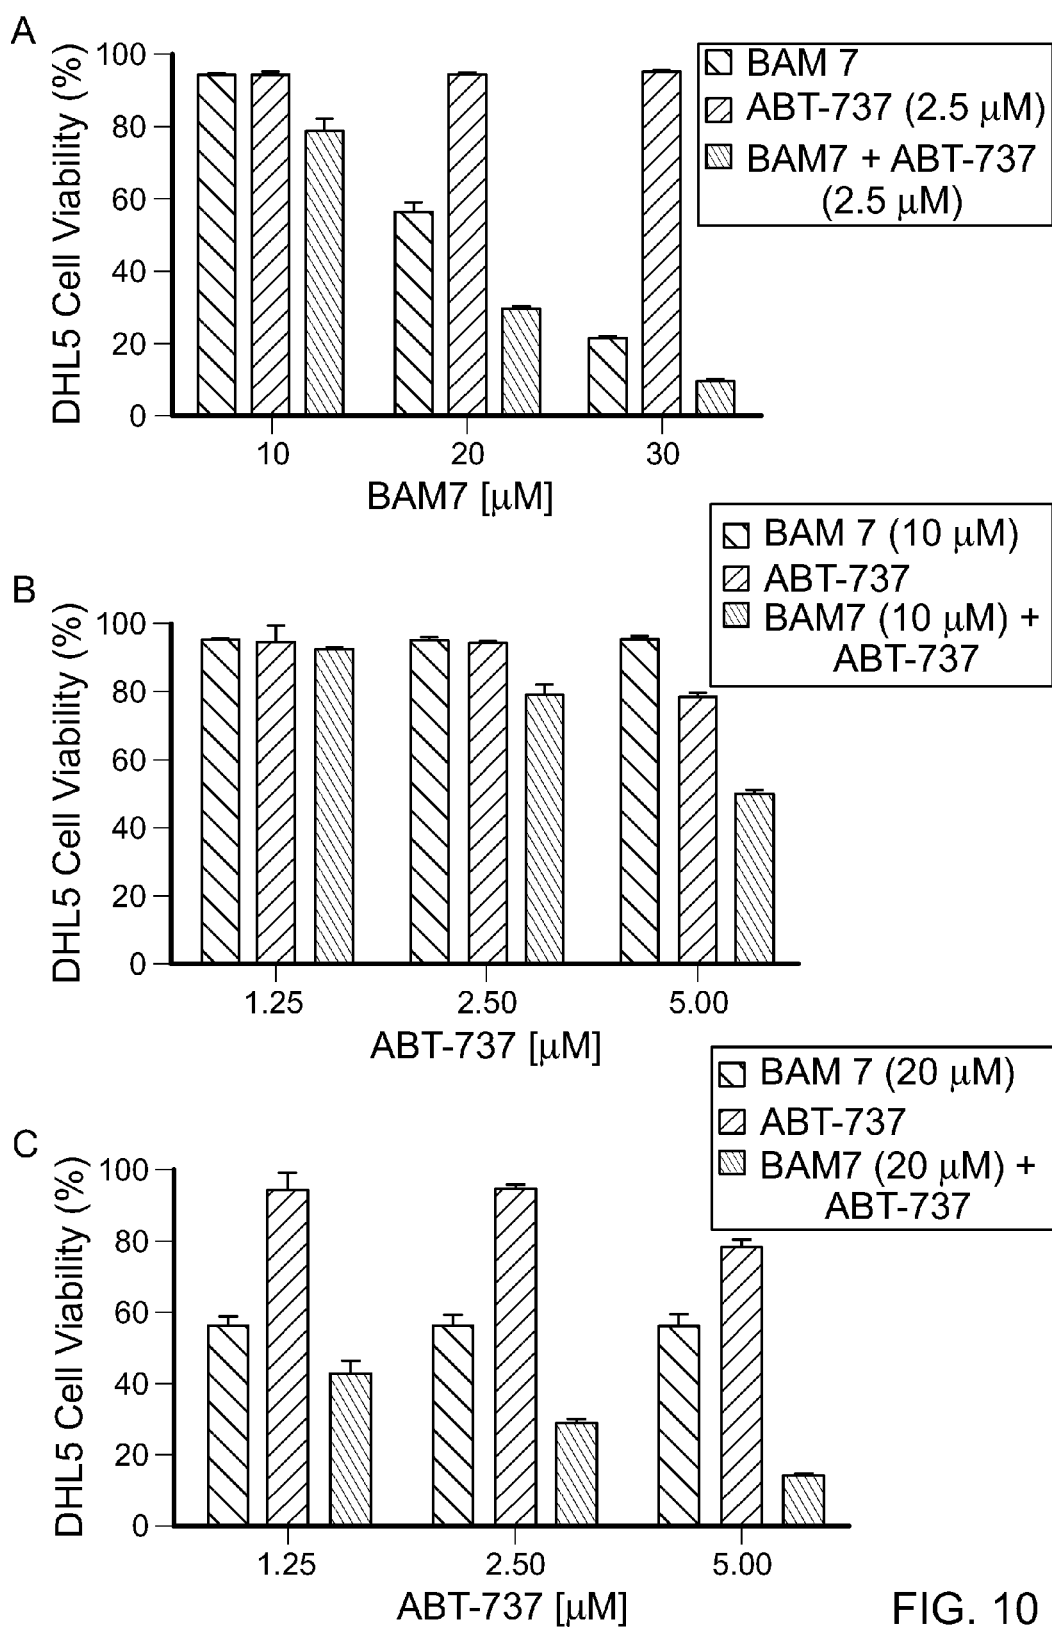 A
DHL5 Cell Viability (%)
100
80
60
40
20
0
10
20
30
BAM7 [μM]
BAM 7
ABT-737 (2.5 μM)
BAM7 + ABT-737
(2.5 μM)
B
DHL5 Cell Viability (%)
100
80
60
40
20
0
1.25
2.50
5.00
ABT-737 [μM]
BAM 7 (10 μM)
ABT-737
BAM7 (10 μM) +
ABT-737
C
DHL5 Cell Viability (%)
100
80
60
40
20
0
1.25
2.50
5.00
ABT-737 [μM]
BAM 7 (20 μM)
ABT-737
BAM7 (20 μM) +
ABT-737
FIG. 10